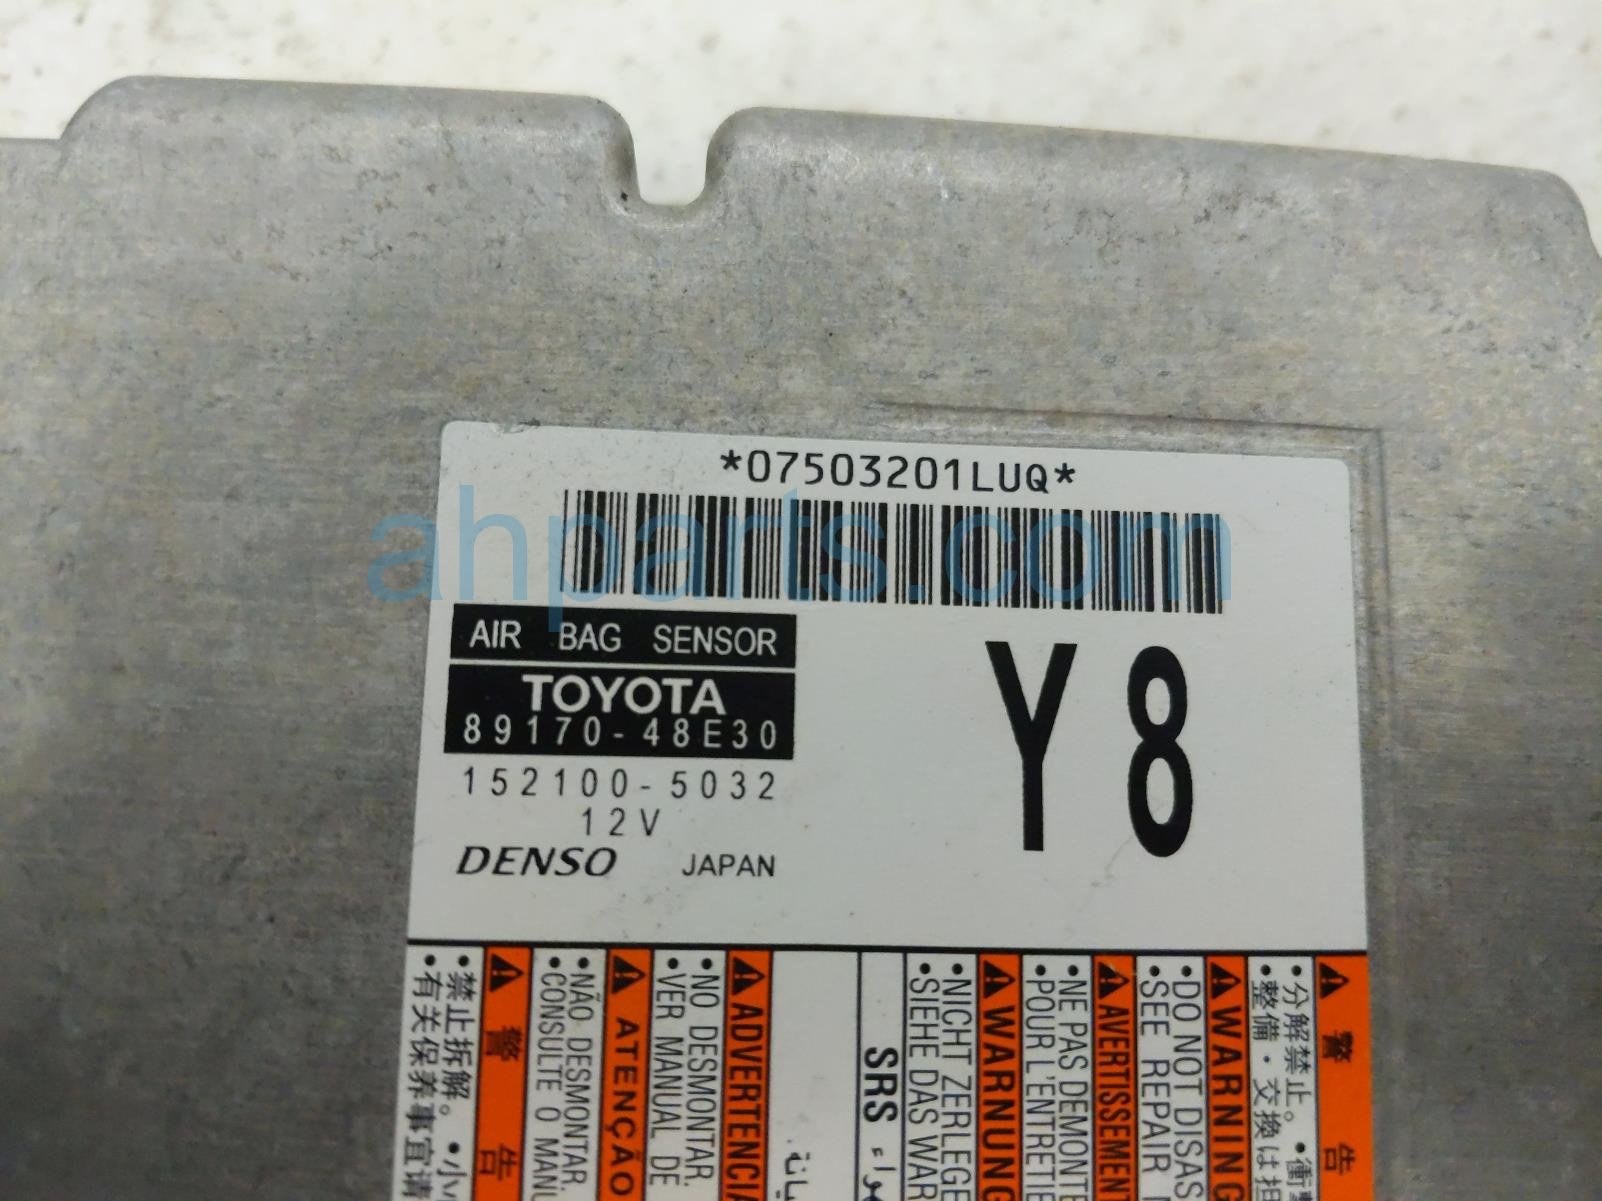 *07503201LUQ*
AIR BAG SENSOR
TOYOTA
89170-48E30
152100-5032
12V
DENSO JAPAN
Y8
ahparts.com
警 告
・分解禁止。・衝
・整備・交換は担
WARNING
•DO NOT DISAS
•SEE REPAIR
AVERTISSEMENT
•NE PAS DEMONTE
•POUR L'ENTRETIE
WARNUNG
•NICHT ZERLEGE
•SIEHE DAS WAR
SRS
ADVERTENCIA
•NO DESMONTAR.
•VER MANUAL DE
ATENÇÃO
•NÃO DESMONTAR.
•CONSULTE O MANU
警 告
•禁止拆解。•小
•有关保养事宜请